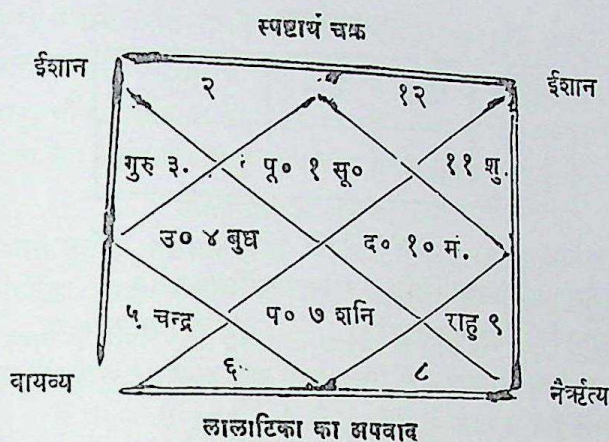 स्पष्टार्थ चक्र
ईशान ईशान
२ १२
गुरु ३. पू० १ सू० ११ शु.
उ० ४ बुध द० १० मं.
५ चन्द्र प० ७ शनि राहु ९
६ ८
वायव्य नैर्ऋत्य
लालाटिका का अपवाद